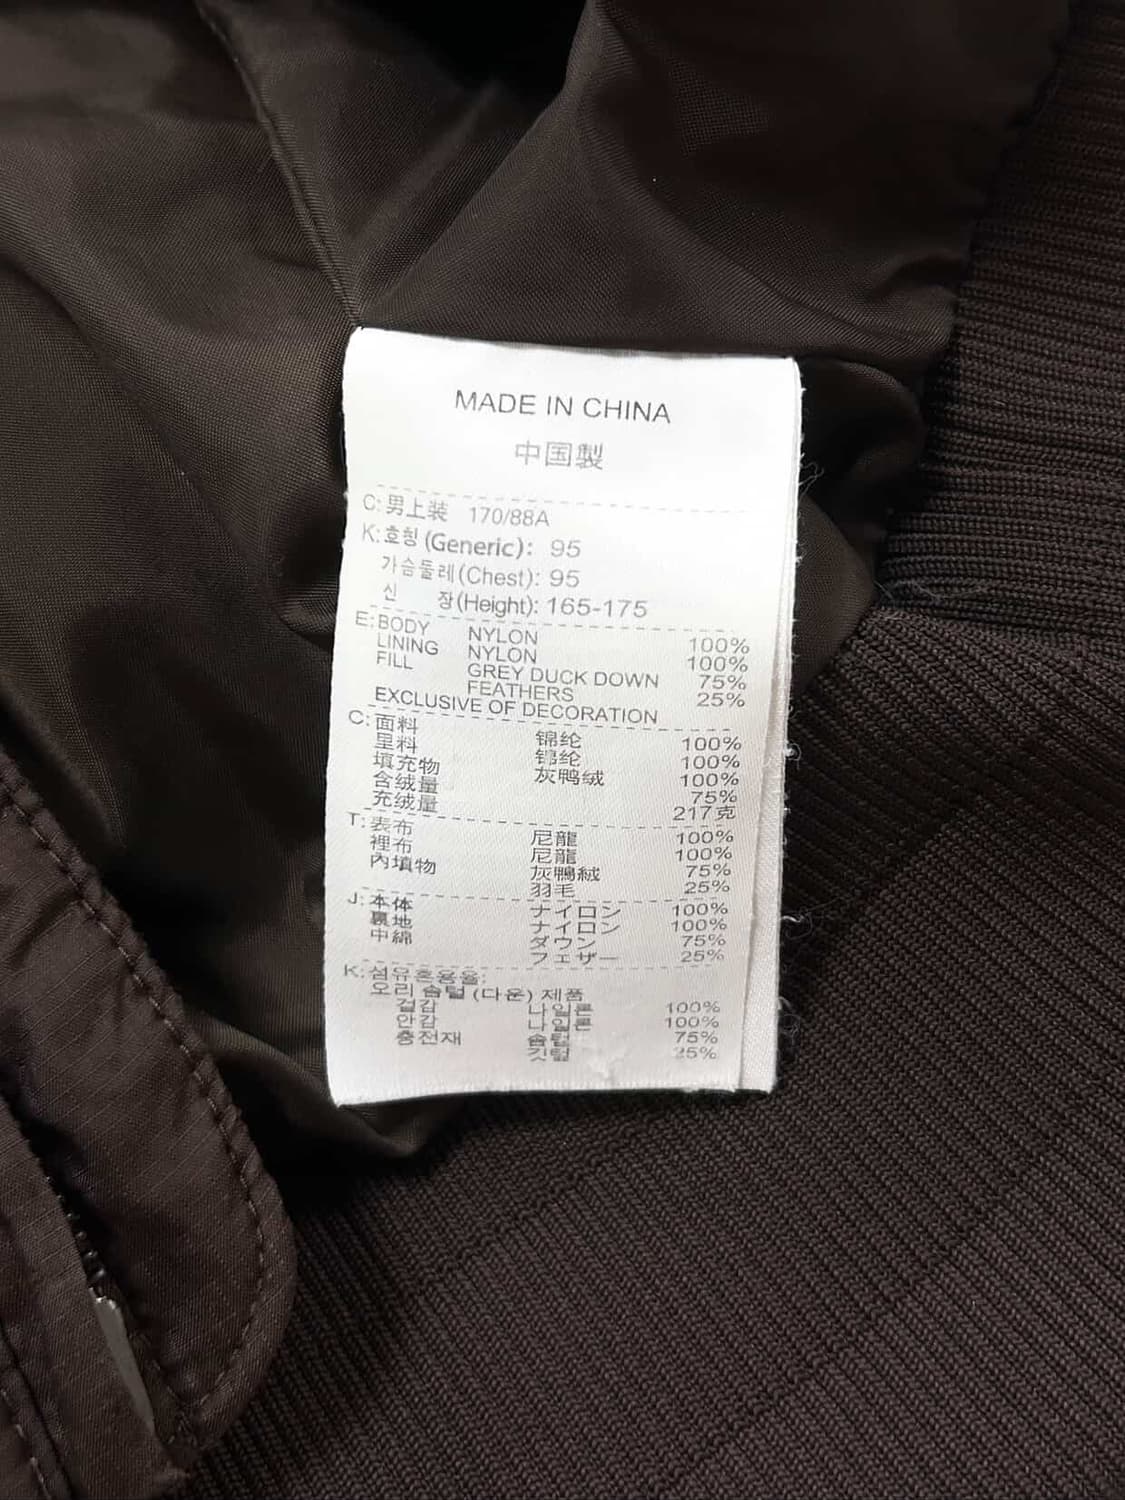 MADE IN CHINA
中国製
C: 男上装 170/88A
K: 호칭 (Generic): 95
가슴둘레 (Chest): 95
신 장 (Height): 165-175
E: BODY NYLON 100%
LINING NYLON 100%
FILL GREY DUCK DOWN 75%
FEATHERS 25%
EXCLUSIVE OF DECORATION
C: 面料 锦纶 100%
里料 锦纶 100%
填充物 灰鸭绒 100%
含绒量 75%
充绒量 217克
T: 表布 尼龍 100%
裡布 尼龍 100%
內填物 灰鴨絨 75%
羽毛 25%
J: 本体 ナイロン 100%
裏地 ナイロン 100%
中綿 ダウン 75%
フェザー 25%
K: 섬유혼용율:
오리 솜털 (다운) 제품
겉감 나일론 100%
안감 나일론 100%
충전재 솜털 75%
깃털 25%